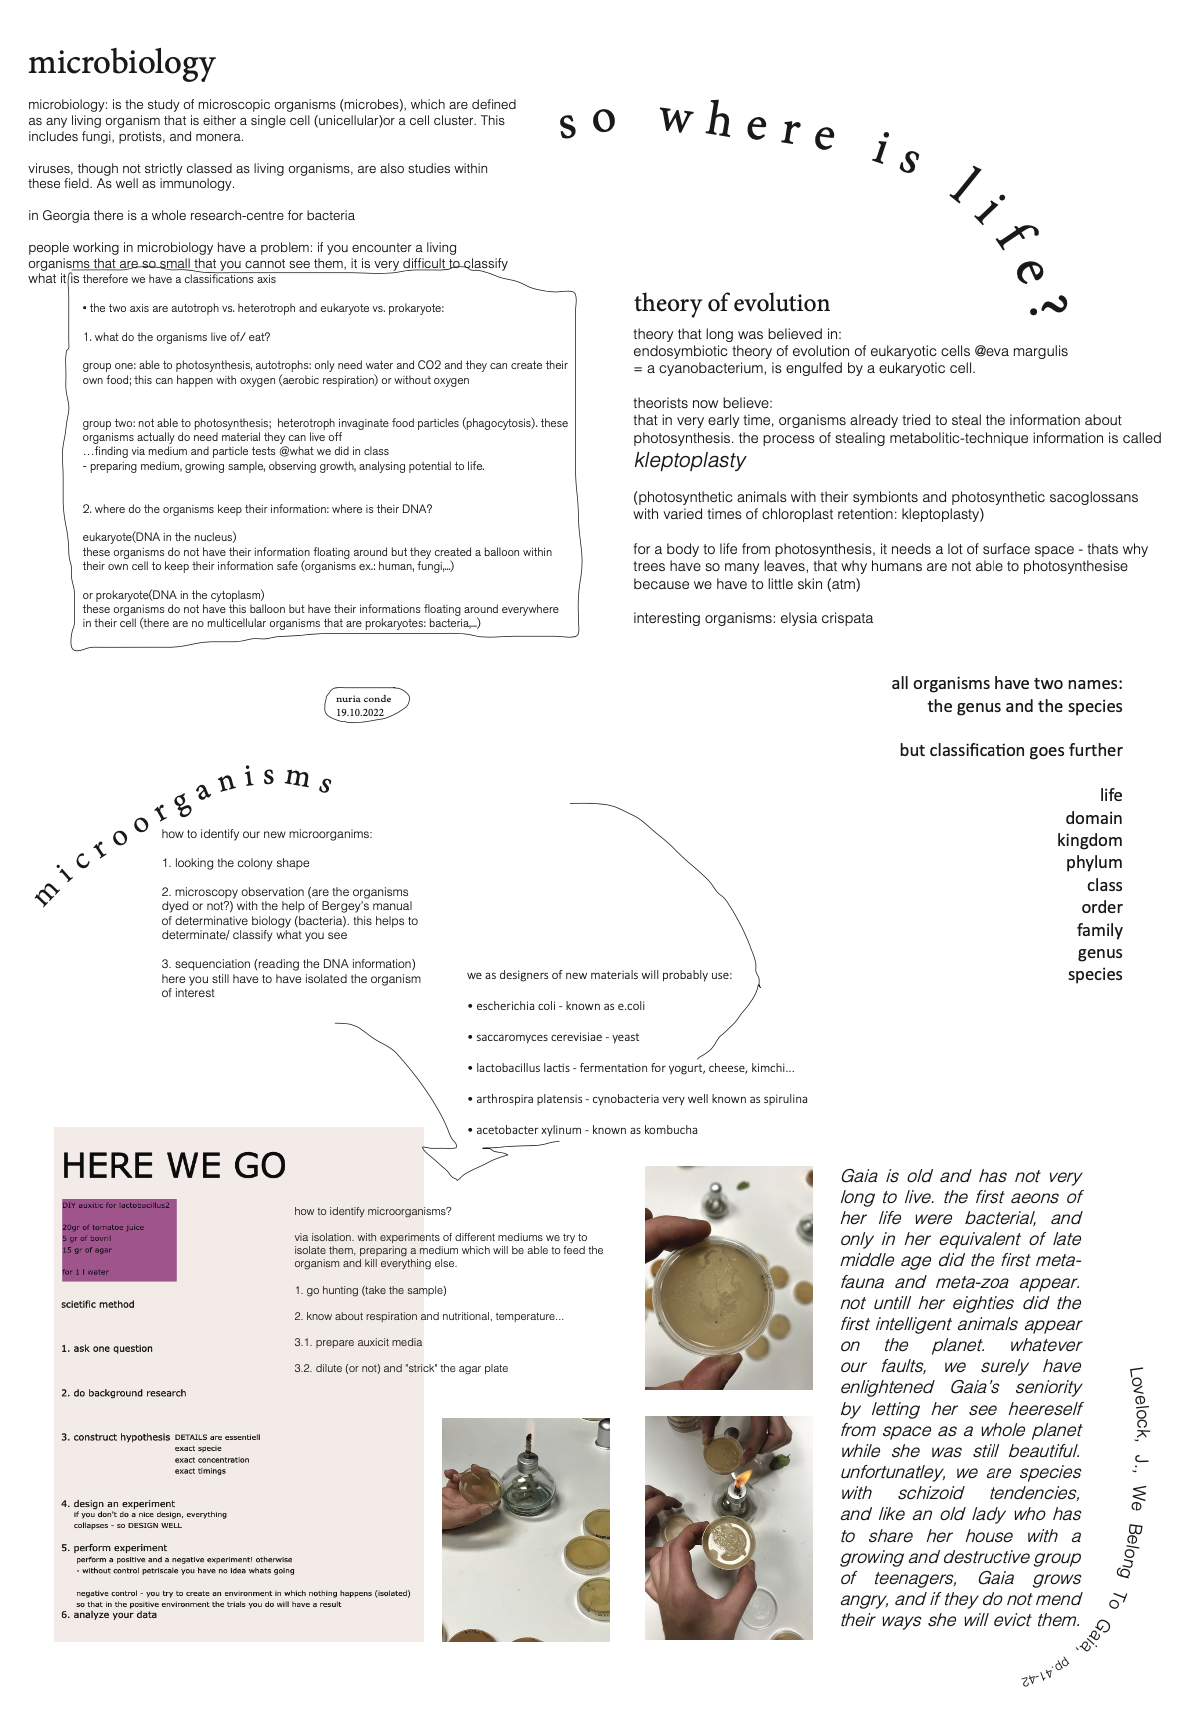 microbiology
microbiology: is the study of microscopic organisms (microbes), which are defined
as any living organism that is either a single cell (unicellular)or a cell cluster. This
includes fungi, protists, and monera.
viruses, though not strictly classed as living organisms, are also studies within
these field. As well as immunology.
in Georgia there is a whole research-centre for bacteria
people working in microbiology have a problem: if you encounter a living
organisms that are so small that you cannot see them, it is very difficult to classify
what it is therefore we have a classifications axis
• the two axis are autotroph vs. heterotroph and eukaryote vs. prokaryote:
1. what do the organisms live of/ eat?
group one: able to photosynthesis, autotrophs: only need water and CO2 and they can create their
own food; this can happen with oxygen (aerobic respiration) or without oxygen
group two: not able to photosynthesis;  heterotroph invaginate food particles (phagocytosis). these
organisms actually do need material they can live off
…finding via medium and particle tests @what we did in class
- preparing medium, growing sample, observing growth, analysing potential to life.
2. where do the organisms keep their information: where is their DNA?
eukaryote(DNA in the nucleus)
these organisms do not have their information floating around but they created a balloon within
their own cell to keep their information safe (organisms ex.: human, fungi,...)
or prokaryote(DNA in the cytoplasm)
these organisms do not have this balloon but have their informations floating around everywhere
in their cell (there are no multicellular organisms that are prokaryotes: bacteria,...)
so where is life?
theory of evolution
theory that long was believed in:
endosymbiotic theory of evolution of eukaryotic cells @eva margulis
= a cyanobacterium, is engulfed by a eukaryotic cell.
theorists now believe:
that in very early time, organisms already tried to steal the information about
photosynthesis. the process of stealing metabolitic-technique information is called
kleptoplasty
(photosynthetic animals with their symbionts and photosynthetic sacoglossans
with varied times of chloroplast retention: kleptoplasty)
for a body to life from photosynthesis, it needs a lot of surface space - thats why
trees have so many leaves, that why humans are not able to photosynthesise
because we have to little skin (atm)
interesting organisms: elysia crispata
all organisms have two names:
the genus and the species
but classification goes further
life
domain
kingdom
phylum
class
order
family
genus
species
nuria conde
19.10.2022
microorganisms
how to identify our new microorganims:
1. looking the colony shape
2. microscopy observation (are the organisms
dyed or not?) with the help of Bergey's manual
of determinative biology (bacteria). this helps to
determinate/ classify what you see
3. sequenciation (reading the DNA information)
here you still have to have isolated the organism
of interest
we as designers of new materials will probably use:
• escherichia coli - known as e.coli
• saccaromyces cerevisiae - yeast
• lactobacillus lactis - fermentation for yogurt, cheese, kimchi...
• arthrospira platensis - cynobacteria very well known as spirulina
• acetobacter xylinum - known as kombucha
HERE WE GO
DIY auxitic for lactobacillus2
20gr of tomatoe juice
5 gr of bovril
15 gr of agar
for 1 l water
scietific method
1. ask one question
2. do background research
3. construct hypothesis DETAILS are essentiell
exact specie
exact concentration
exact timings
4. design an experiment
if you don't do a nice design, everything
collapses - so DESIGN WELL
5. perform experiment
perform a positive and a negative experiment! otherwise
- without control petriscale you have no idea whats going
negative control - you try to create an environment in which nothing happens (isolated)
so that in the positive environment the trials you do will have a result
6. analyze your data
how to identify microorganisms?
via isolation. with experiments of different mediums we try to
isolate them, preparing a medium which will be able to feed the
organism and kill everything else.
1. go hunting (take the sample)
2. know about respiration and nutritional, temperature...
3.1. prepare auxicit media
3.2. dilute (or not) and "strick" the agar plate
Gaia is old and has not very
long to live. the first aeons of
her life were bacterial, and
only in her equivalent of late
middle age did the first meta-
fauna and meta-zoa appear.
not untill her eighties did the
first intelligent animals appear
on the planet. whatever
our faults, we surely have
enlightened Gaia's seniority
by letting her see heereself
from space as a whole planet
while she was still beautiful.
unfortunatley, we are species
with schizoid tendencies,
and like an old lady who has
to share her house with a
growing and destructive group
of teenagers, Gaia grows
angry, and if they do not mend
their ways she will evict them.
Lovelock, J., We Belong To Gaia, pp.41-42